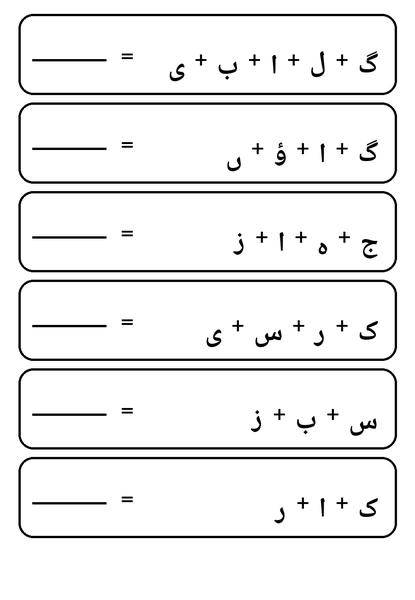 گ + ل + ا + ب + ی = ______
گ + ا + ؤ + ں = ______
ج + ہ + ا + ز = ______
ک + ر + س + ی = ______
س + ب + ز = ______
ک + ا + ر = ______